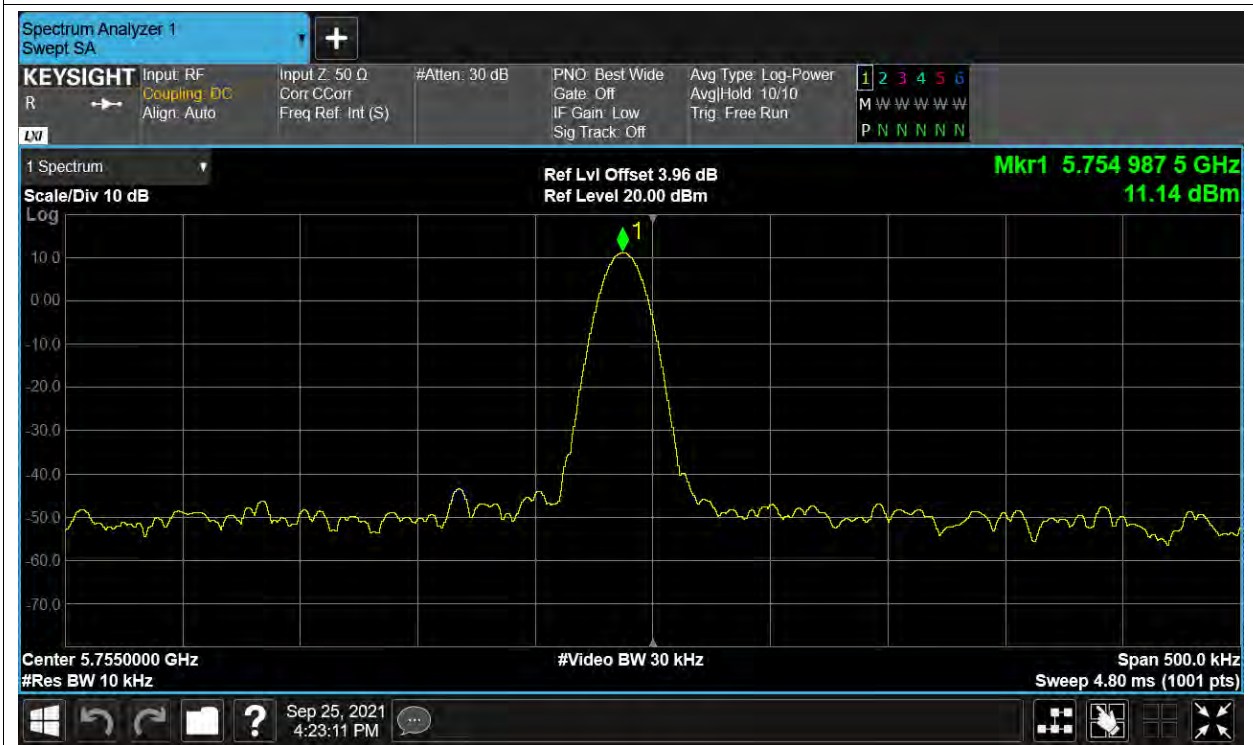 Spectrum Analyzer 1
Swept SA
+
KEYSIGHT
R
LXI
Input: RF
Coupling: DC
Align: Auto
Input Z: 50 Ω
Corr CCorr
Freq Ref: Int (S)
#Atten: 30 dB
PNO: Best Wide
Gate: Off
IF Gain: Low
Sig Track: Off
Avg Type: Log-Power
Avg|Hold: 10/10
Trig: Free Run
1 2 3 4 5 6
M W W W W W W
P N N N N N N
1 Spectrum
Scale/Div 10 dB
Log
Ref Lvl Offset 3.96 dB
Ref Level 20.00 dBm
Mkr1 5.754 987 5 GHz
11.14 dBm
1
10.0
0.00
-10.0
-20.0
-30.0
-40.0
-50.0
-60.0
-70.0
Center 5.7550000 GHz
#Res BW 10 kHz
#Video BW 30 kHz
Span 500.0 kHz
Sweep 4.80 ms (1001 pts)
?
Sep 25, 2021
4:23:11 PM